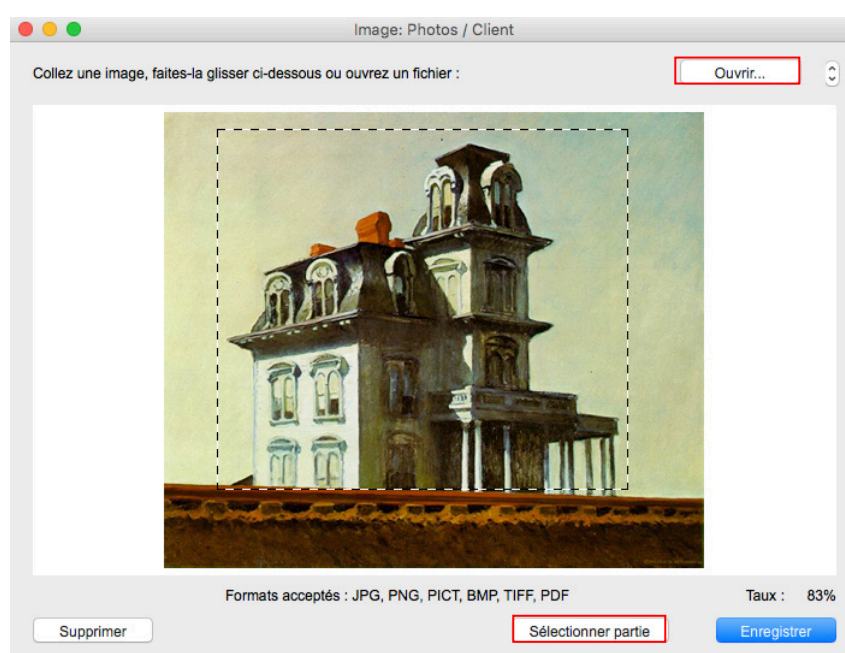 Image: Photos / Client
Collez une image, faites-la glisser ci-dessous ou ouvrez un fichier :
Ouvrir...
Formats acceptés : JPG, PNG, PICT, BMP, TIFF, PDF
Taux : 83%
Supprimer
Sélectionner partie
Enregistrer